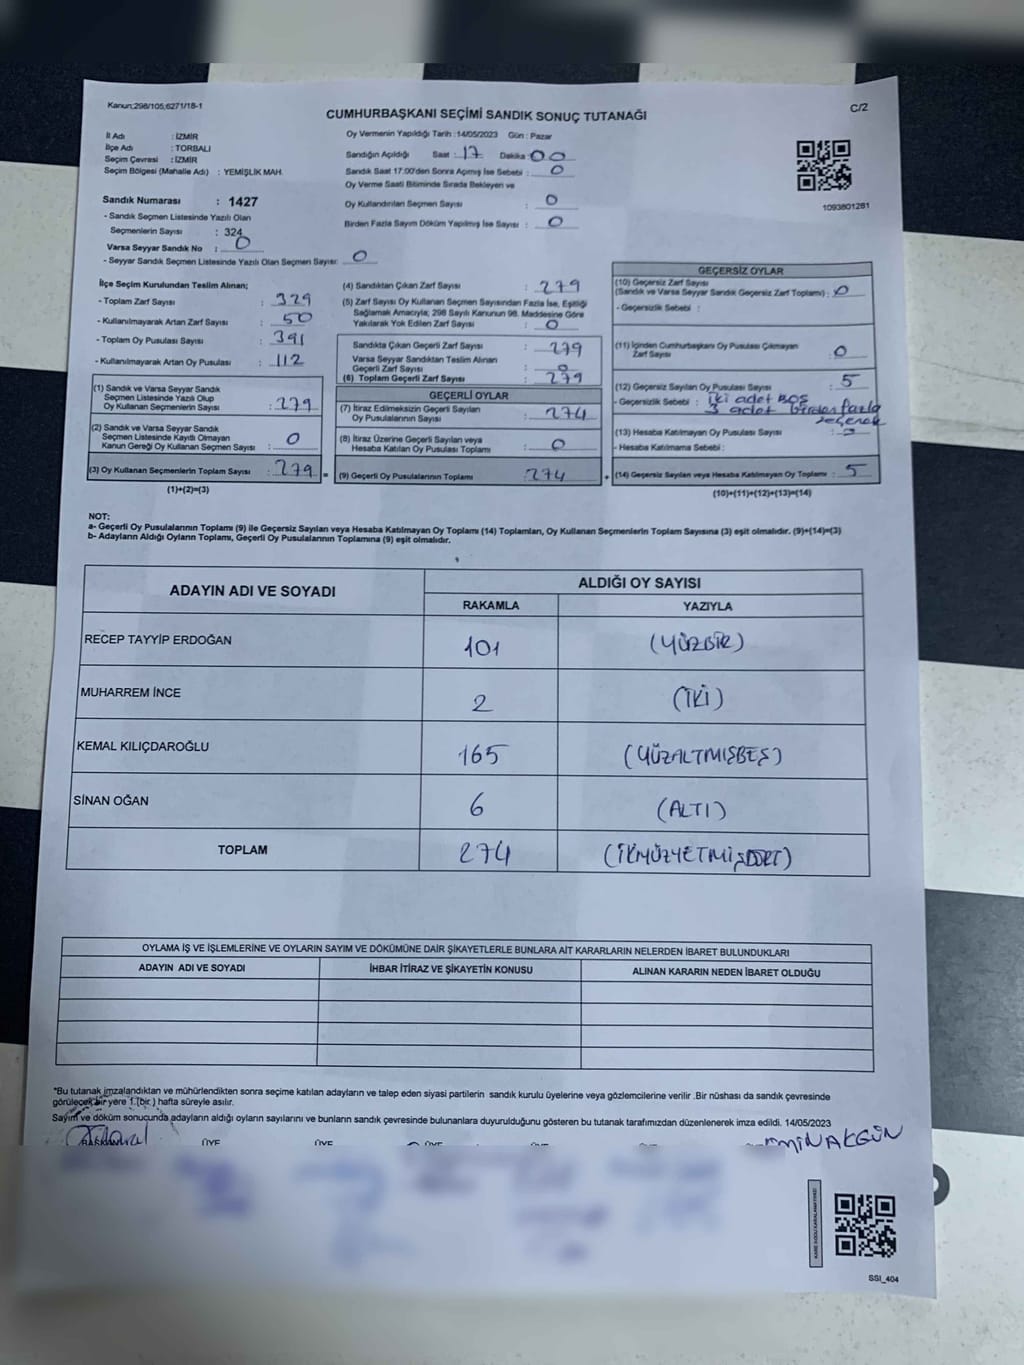 Kanun;298/105,6271/18-1
C/2
CUMHURBAŞKANI SEÇİMİ SANDIK SONUÇ TUTANAĞI
İl Adı : İZMİR
İlçe Adı : TORBALI
Seçim Çevresi : İZMİR
Seçim Bölgesi (Mahalle Adı) : YEMİŞLİK MAH.
Sandık Numarası : 1427
- Sandık Seçmen Listesinde Yazılı Olan
Seçmenlerin Sayısı : 324
Varsa Seyyar Sandık No : 0
- Seyyar Sandık Seçmen Listesinde Yazılı Olan Seçmen Sayısı: 0
Oy Vermenin Yapıldığı Tarih :14/05/2023 Gün : Pazar
Sandığın Açıldığı Saat : 17 Dakika : 00
Sandık Saat 17:00'den Sonra Açımış İse Sebebi : 0
Oy Verme Saati Bitiminde Sırada Bekleyen ve
Oy Kullandırılan Seçmen Sayısı : 0
Birden Fazla Sayım Döküm Yapılmış İse Sayısı : 0
1093801281
İlçe Seçim Kurulundan Teslim Alınan;
- Toplam Zarf Sayısı : 329
- Kullanılmayarak Artan Zarf Sayısı : 50
- Toplam Oy Pusulası Sayısı : 391
- Kullanılmayarak Artan Oy Pusulası : 112
(1) Sandık ve Varsa Seyyar Sandık
Seçmen Listesinde Yazılı Olup
Oy Kullanan Seçmenlerin Sayısı : 279
(2) Sandık ve Varsa Seyyar Sandık
Seçmen Listesinde Kayıtlı Olmayan
Kanun Gereği Oy Kullanan Seçmen Sayısı : 0
(3) Oy Kullanan Seçmenlerin Toplam Sayısı : 279 =
(1)+(2)=(3)
(4) Sandıktan Çıkan Zarf Sayısı : 279
(5) Zarf Sayısı Oy Kullanan Seçmen Sayısından Fazla İse, Eşitliği
Sağlamak Amacıyla; 298 Sayılı Kanunun 98. Maddesine Göre
Yakılarak Yok Edilen Zarf Sayısı : 0
Sandıkta Çıkan Geçerli Zarf Sayısı : 279
Varsa Seyyar Sandıktan Teslim Alınan
Geçerli Zarf Sayısı : 0
(6) Toplam Geçerli Zarf Sayısı : 279
GEÇERLİ OYLAR
(7) İtiraz Edilmeksizin Geçerli Sayılan
Oy Pusulalarının Sayısı : 274
(8) İtiraz Üzerine Geçerli Sayılan veya
Hesaba Katılan Oy Pusulası Toplamı : 0
(9) Geçerli Oy Pusulalarının Toplamı : 274 +
GEÇERSİZ OYLAR
(10) Geçersiz Zarf Sayısı
(Sandık ve Varsa Seyyar Sandık Geçersiz Zarf Toplamı) : 0
- Geçersizlik Sebebi :
(11) İçinden Cumhurbaşkanı Oy Pusulası Çıkmayan
Zarf Sayısı : 0
(12) Geçersiz Sayılan Oy Pusulası Sayısı : 5
- Geçersizlik Sebebi : iki adet BOŞ
3 adet birden fazla
seçenek
(13) Hesaba Katılmayan Oy Pusulası Sayısı :
- Hesaba Katılmama Sebebi :
(14) Geçersiz Sayılan veya Hesaba Katılmayan Oy Toplamı : 5
(10)+(11)+(12)+(13)=(14)
NOT:
a- Geçerli Oy Pusulalarının Toplamı (9) ile Geçersiz Sayılan veya Hesaba Katılmayan Oy Toplamı (14) Toplamları, Oy Kullanan Seçmenlerin Toplam Sayısına (3) eşit olmalıdır. (9)+(14)=(3)
b- Adayların Aldığı Oyların Toplamı, Geçerli Oy Pusulalarının Toplamına (9) eşit olmalıdır.
ADAYIN ADI VE SOYADI
ALDIĞI OY SAYISI
RAKAMLA YAZIYLA
RECEP TAYYİP ERDOĞAN 101 (YÜZBİR)
MUHARREM İNCE 2 (İKİ)
KEMAL KILIÇDAROĞLU 165 (YÜZALTMIŞBEŞ)
SİNAN OĞAN 6 (ALTI)
TOPLAM 274 (İKİYÜZYETMİŞDÖRT)
OYLAMA İŞ VE İŞLEMLERİNE VE OYLARIN SAYIM VE DÖKÜMÜNE DAİR ŞİKAYETLERLE BUNLARA AİT KARARLARIN NELERDEN İBARET BULUNDUKLARI
ADAYIN ADI VE SOYADI İHBAR İTİRAZ VE ŞİKAYETİN KONUSU ALINAN KARARIN NEDEN İBARET OLDUĞU
*Bu tutanak imzalandıktan ve mühürlendikten sonra seçime katılan adayların ve talep eden siyasi partilerin sandık kurulu üyelerine veya gözlemcilerine verilir .Bir nüshası da sandık çevresinde
görülecek bir yere 1.(bir.) hafta süreyle asılır.
Sayım ve döküm sonucunda adayların aldığı oyların sayılarını ve bunların sandık çevresinde bulunanlara duyurulduğunu gösteren bu tutanak tarafımızdan düzenlenerek imza edildi. 14/05/2023
BAŞKAN ÜYE ÜYE ÜYE ÜYE
EMİN AKGÜN
SSI_404